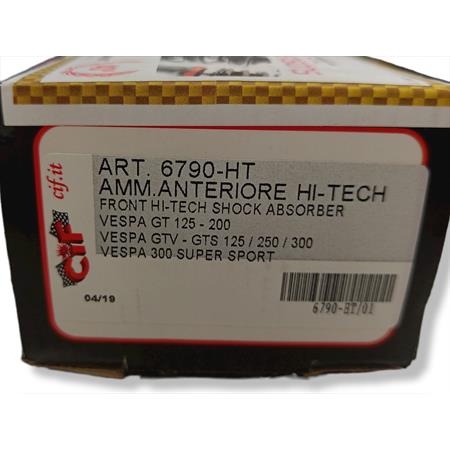 cif.it
CIF
ART. 6790-HT
AMM.ANTERIORE HI-TECH
FRONT HI-TECH SHOCK ABSORBER
VESPA GT 125 - 200
VESPA GTV - GTS 125 / 250 / 300
VESPA 300 SUPER SPORT
04/19
6790-HT/01